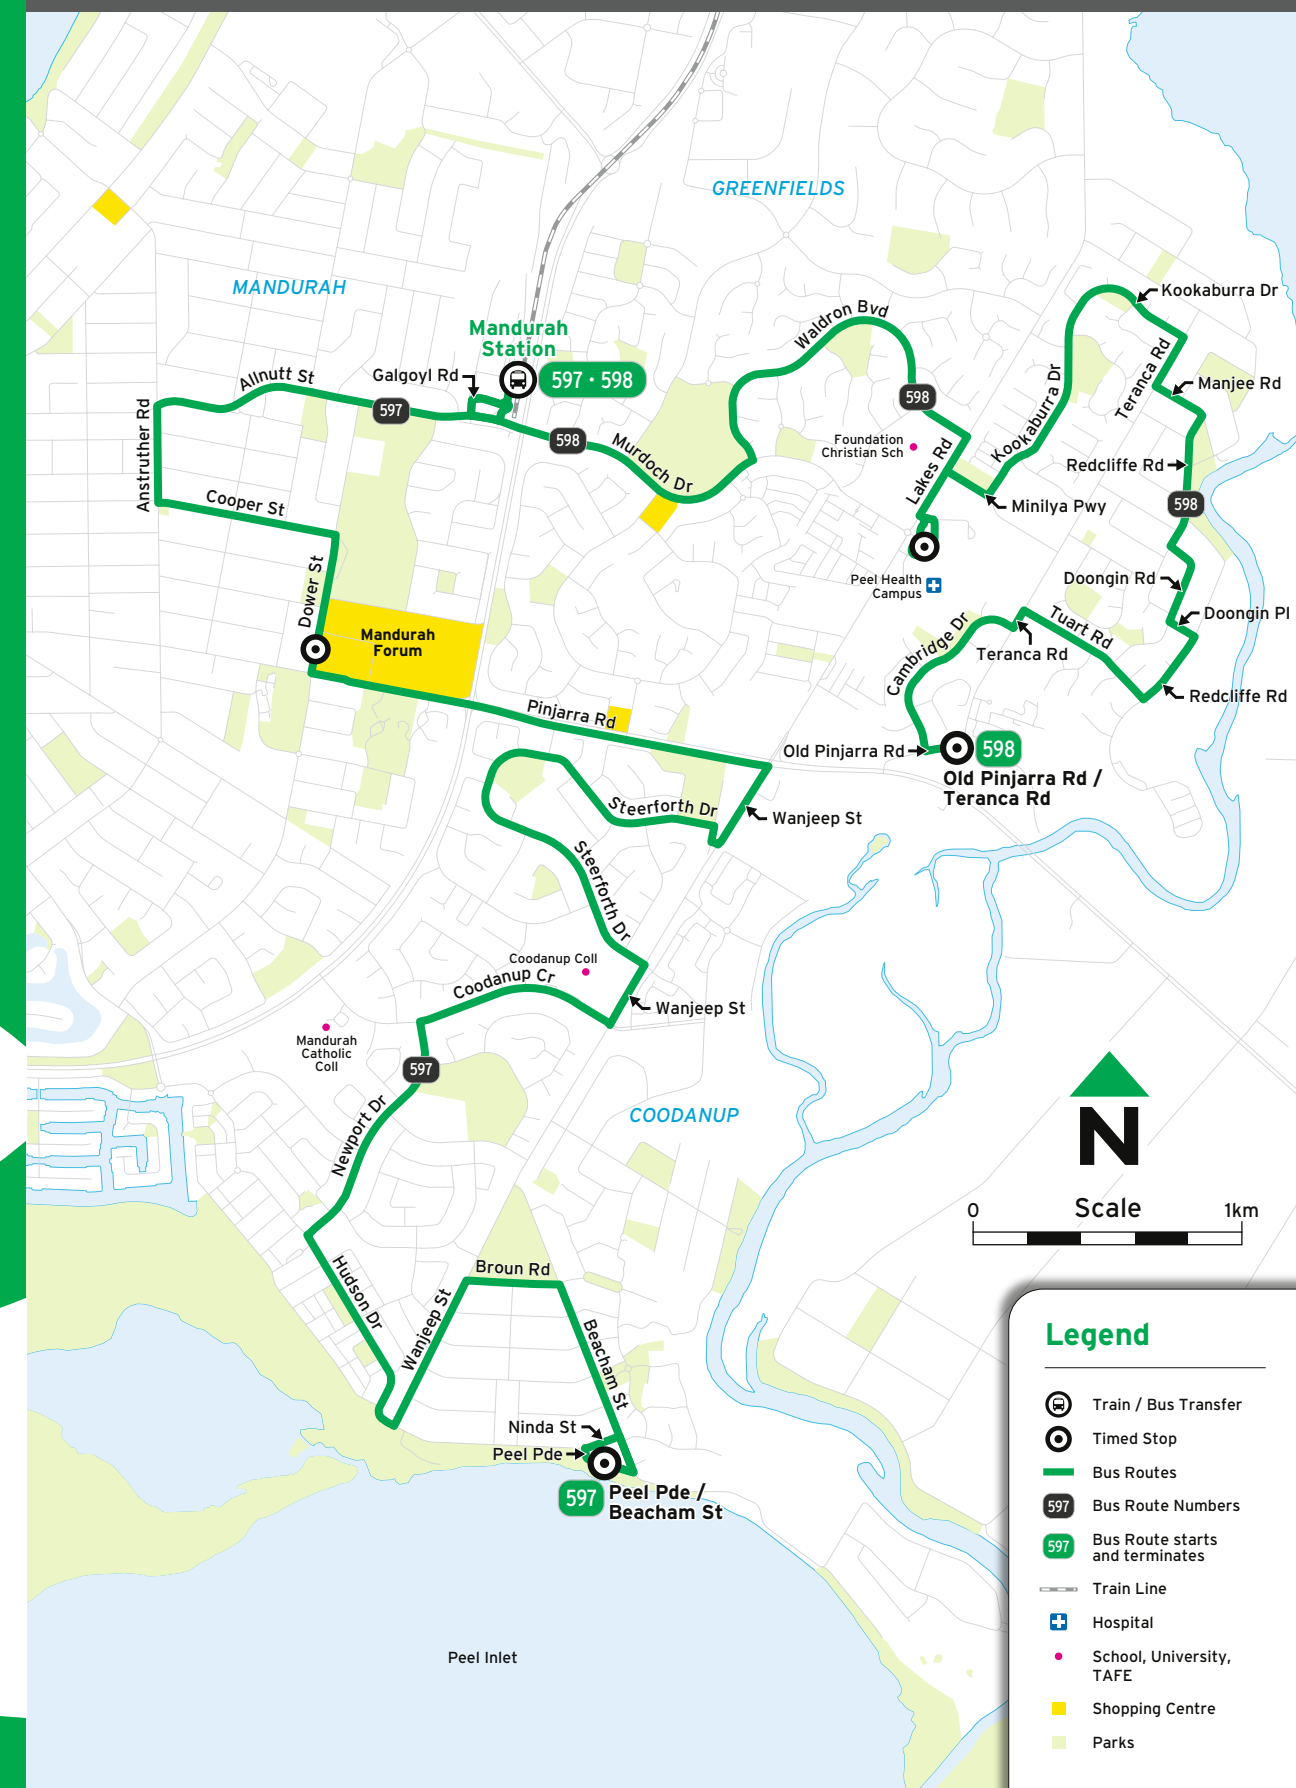 GREENFIELDS
MANDURAH
Kookaburra Dr
Waldron Bvd
Mandurah
Station
Galgoyl Rd
597 · 598
Allnutt St
597
598
Teranca Rd
Manjee Rd
Kookaburra Dr
Anstruther Rd
598
Murdoch Dr
Foundation
Christian Sch
Lakes Rd
Redcliffe Rd
Cooper St
Minilya Pwy
598
Dower St
Peel Health
Campus
Doongin Rd
Doongin Pl
Mandurah
Forum
Cambridge Dr
Tuart Rd
Teranca Rd
Redcliffe Rd
Pinjarra Rd
Old Pinjarra Rd
598
Old Pinjarra Rd /
Teranca Rd
Steerforth Dr
Wanjeep St
Steerforth Dr
Coodanup Coll
Coodanup Cr
Wanjeep St
Mandurah
Catholic
Coll
597
COODANUP
Newport Dr
N
Scale
0
1km
Hudson Dr
Broun Rd
Wanjeep St
Beacham St
Ninda St
Peel Pde
597
Peel Pde /
Beacham St
Peel Inlet
Legend
Train / Bus Transfer
Timed Stop
Bus Routes
597
Bus Route Numbers
597
Bus Route starts
and terminates
Train Line
Hospital
School, University,
TAFE
Shopping Centre
Parks